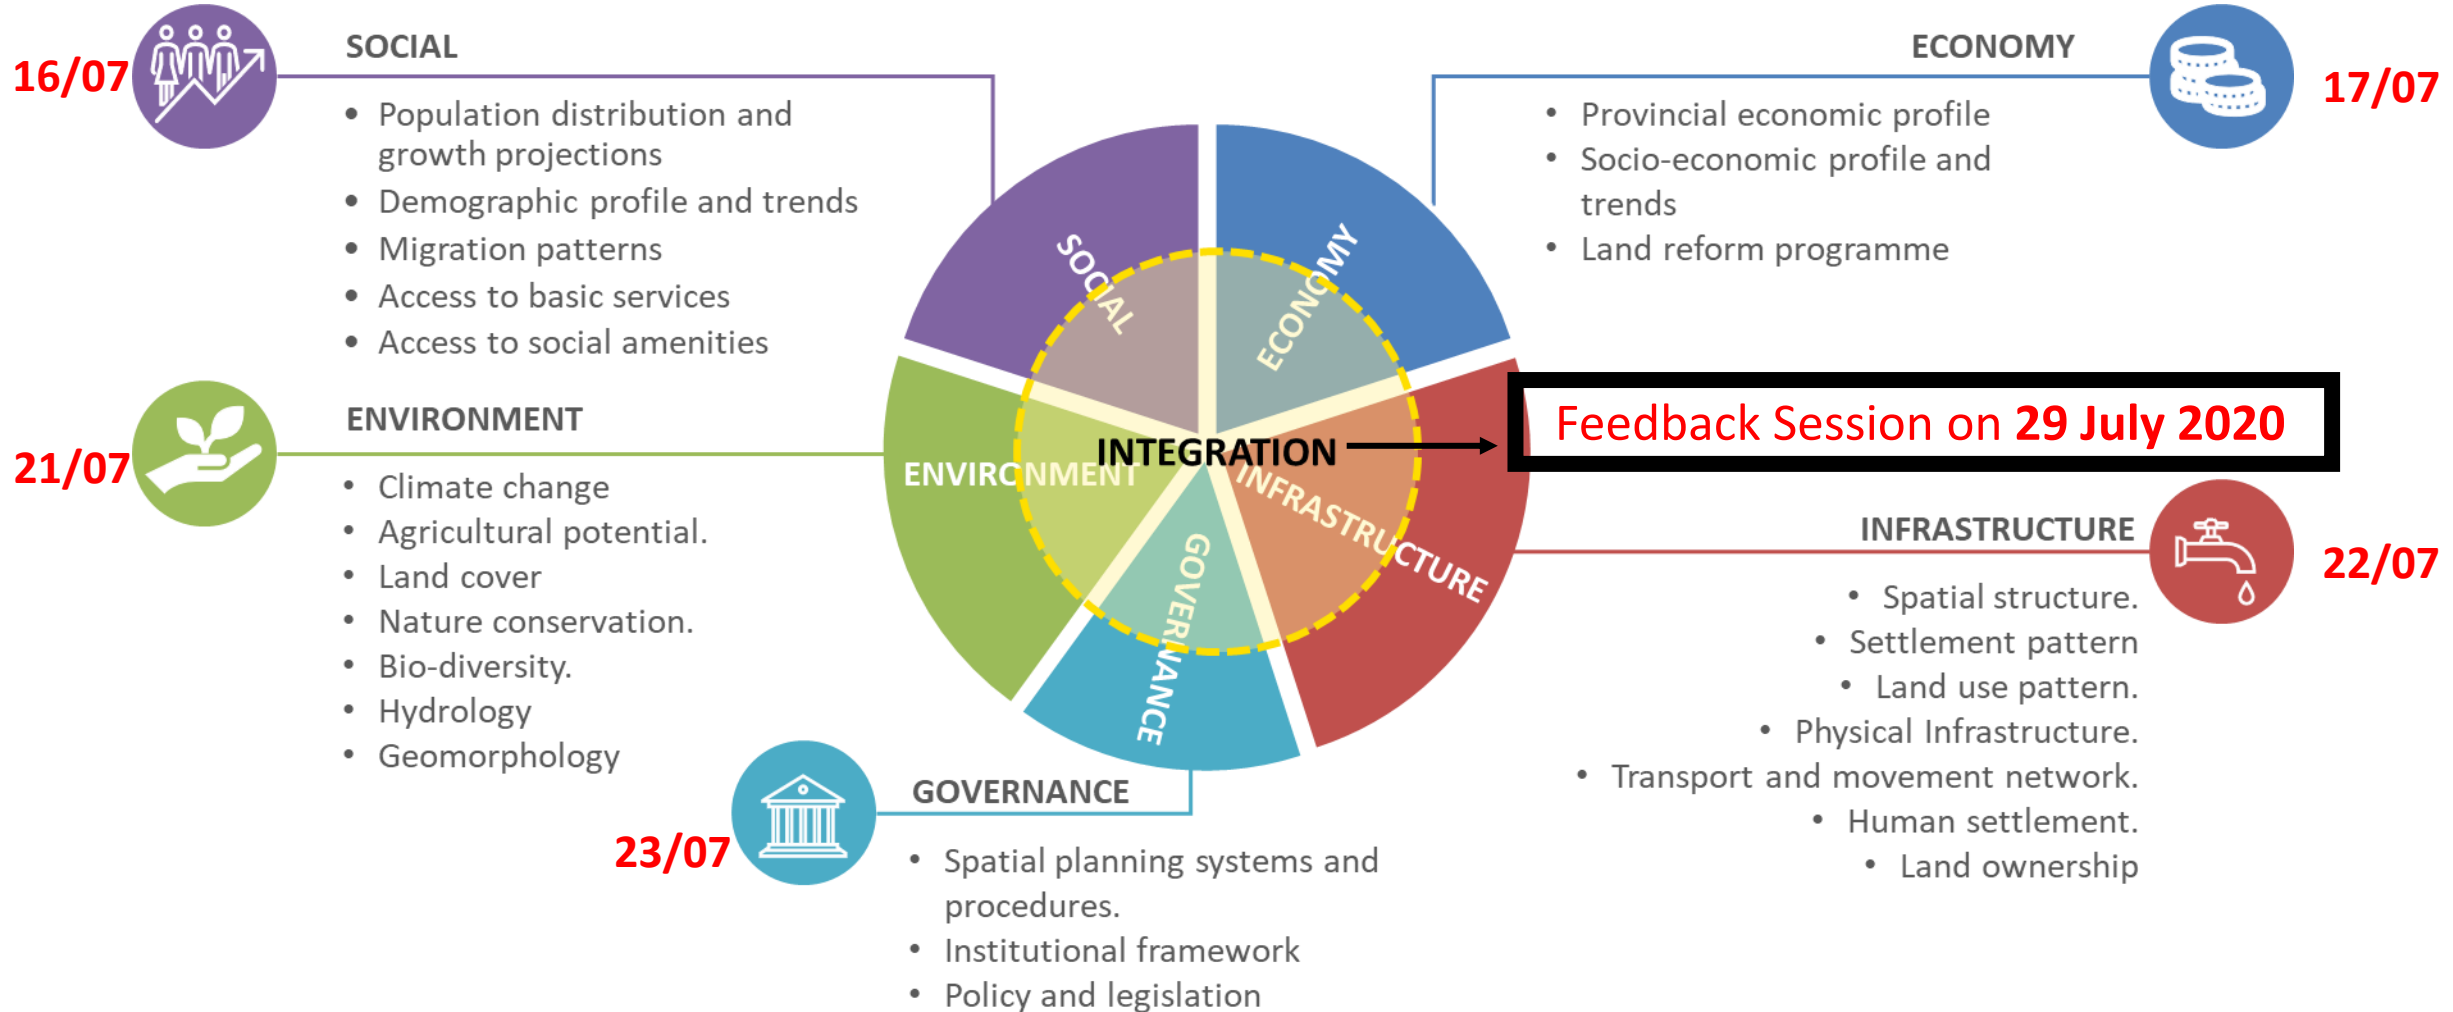 16/07
SOCIAL
• Population distribution and
growth projections
• Demographic profile and trends
• Migration patterns
• Access to basic services
• Access to social amenities
ECONOMY
17/07
• Provincial economic profile
• Socio-economic profile and
trends
• Land reform programme
SOCIAL
ECONOMY
ENVIRONMENT
INTEGRATION
INFRASTRUCTURE
GOVERNANCE
Feedback Session on 29 July 2020
21/07
ENVIRONMENT
• Climate change
• Agricultural potential.
• Land cover
• Nature conservation.
• Bio-diversity.
• Hydrology
• Geomorphology
INFRASTRUCTURE
22/07
• Spatial structure.
• Settlement pattern
• Land use pattern.
• Physical Infrastructure.
• Transport and movement network.
• Human settlement.
• Land ownership
23/07
GOVERNANCE
• Spatial planning systems and
procedures.
• Institutional framework
• Policy and legislation